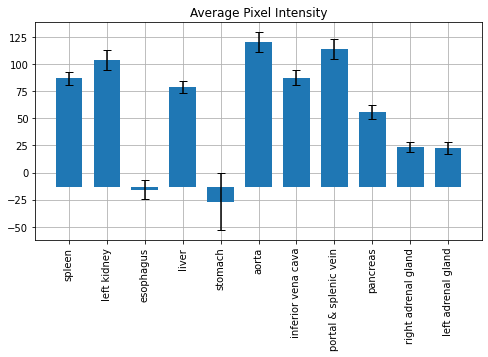 Average Pixel Intensity
125
100
75
50
25
0
−25
−50
spleen
left kidney
esophagus
liver
stomach
aorta
inferior vena cava
portal & splenic vein
pancreas
right adrenal gland
left adrenal gland